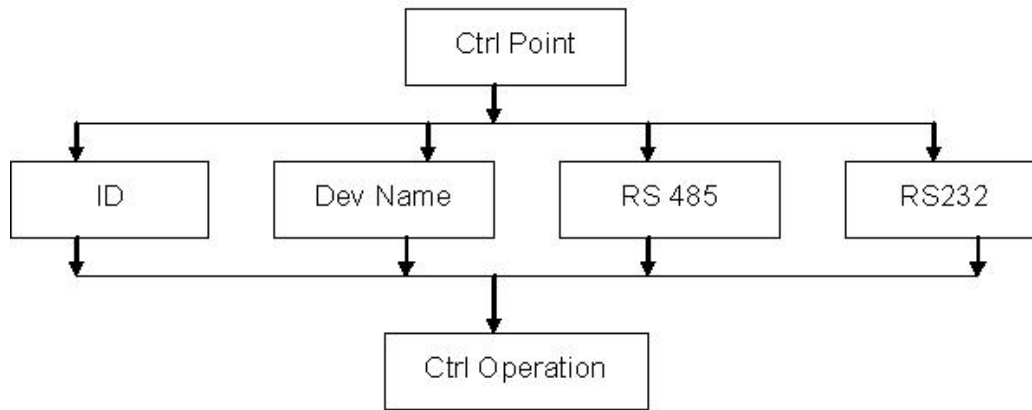 Ctrl Point
ID
Dev Name
RS 485
RS232
Ctrl Operation